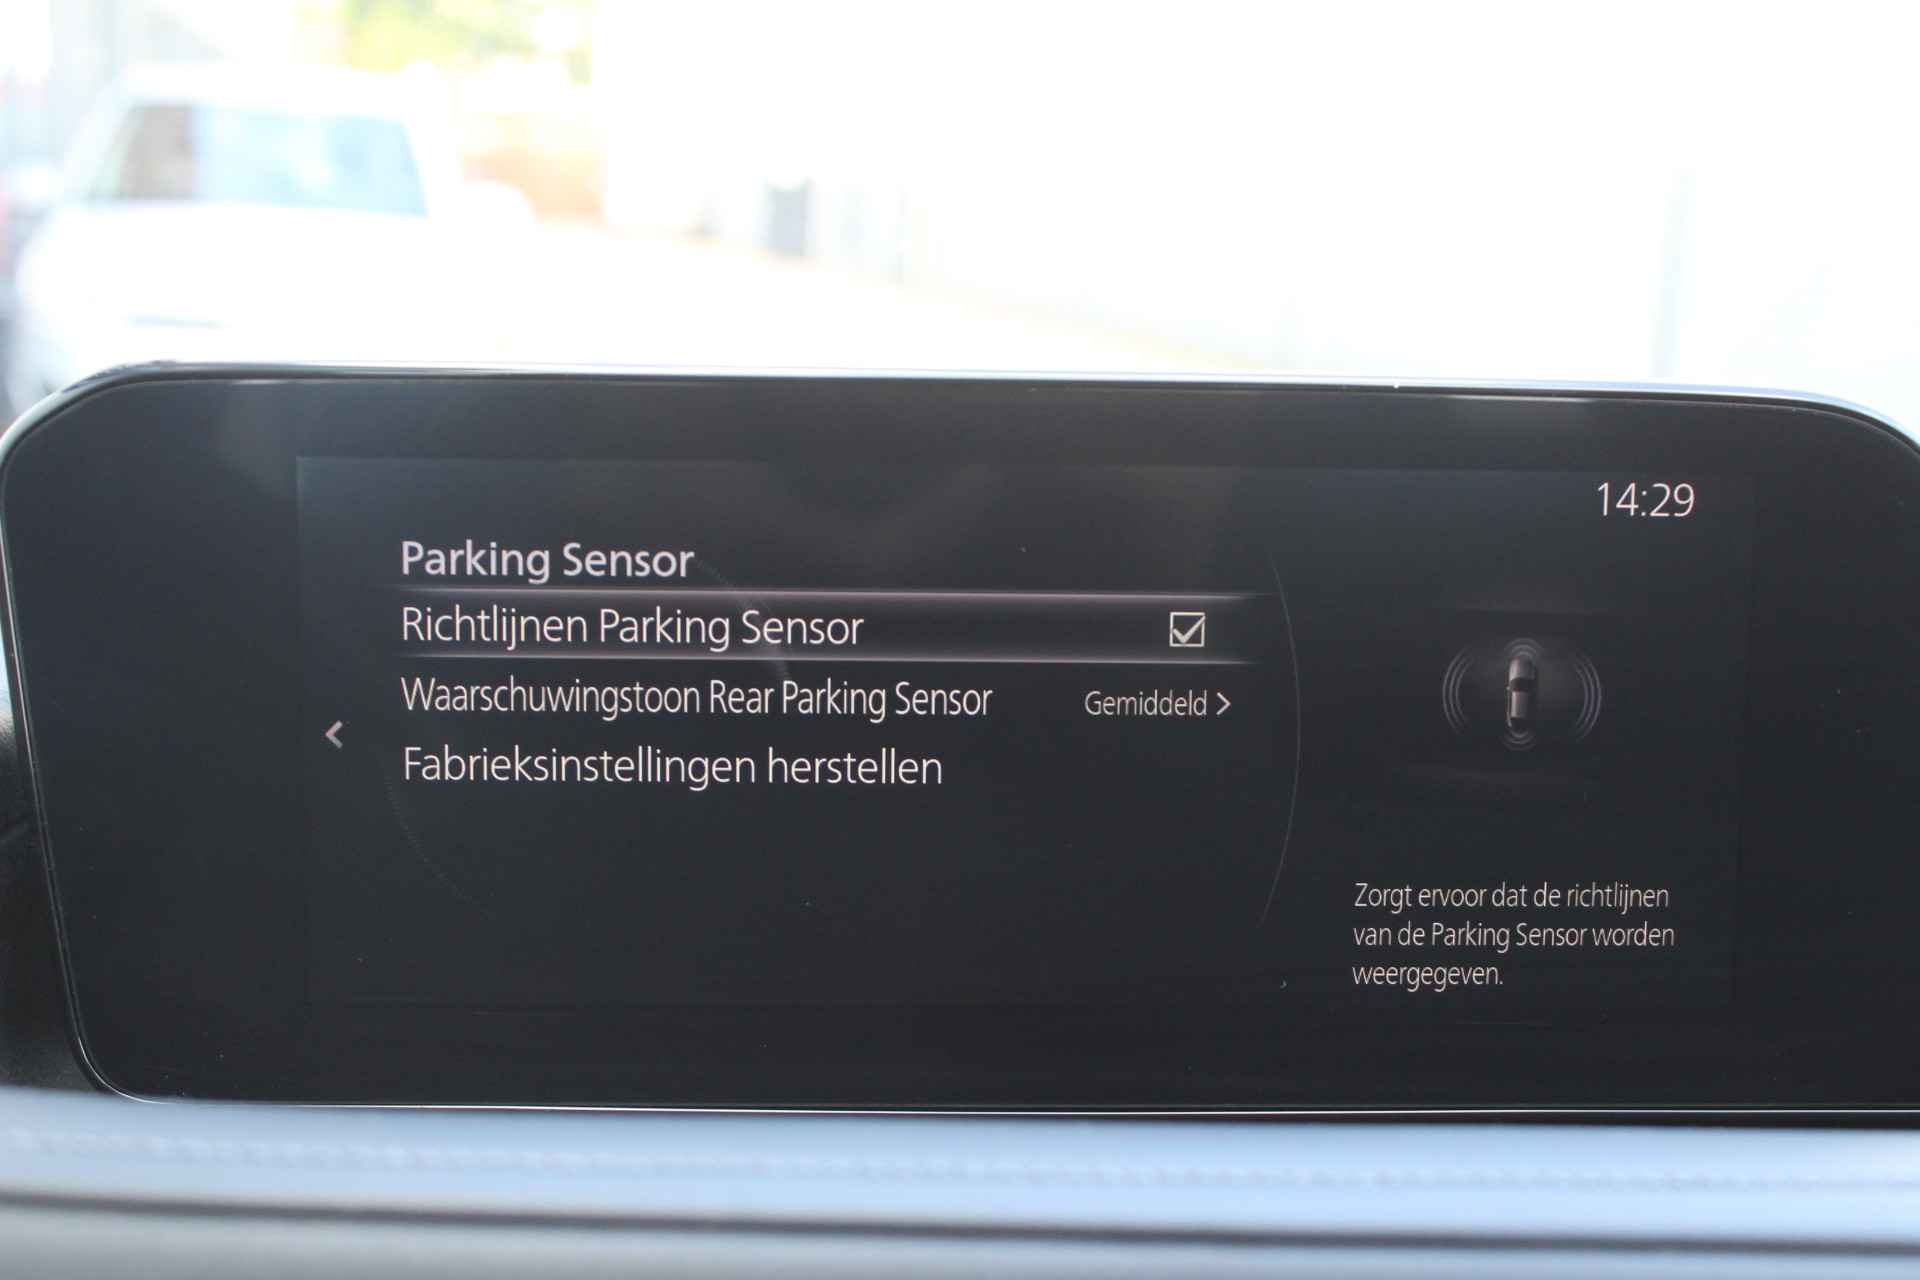 14:29
Parking Sensor
Richtlijnen Parking Sensor
Waarschuwingstoon Rear Parking Sensor Gemiddeld >
Fabrieksinstellingen herstellen
Zorgt ervoor dat de richtlijnen
van de Parking Sensor worden
weergegeven.